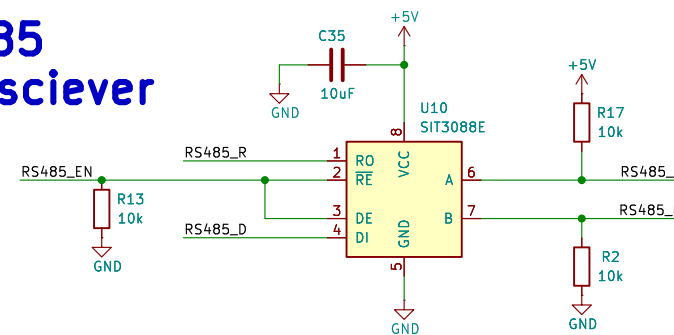 85
sciever
+5V
C35
10uF
GND
+5V
U10
SIT3088E
R17
10k
8
VCC
RS485_R
1
RO
RS485_EN
2
RE
A
6
RS485_
R13
10k
3
DE
B
7
RS485_
RS485_D
4
DI
GND
GND
5
R2
10k
GND
GND